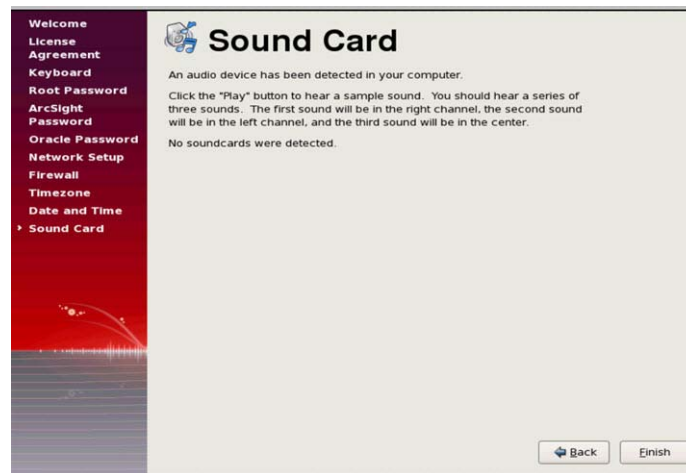 Welcome
License
Agreement
Keyboard
Root Password
ArcSight
Password
Oracle Password
Network Setup
Firewall
Timezone
Date and Time
Sound Card
Sound Card
An audio device has been detected in your computer.
Click the "Play" button to hear a sample sound. You should hear a series of
three sounds. The first sound will be in the right channel, the second sound
will be in the left channel, and the third sound will be in the center.
No soundcards were detected.
Back
Finish